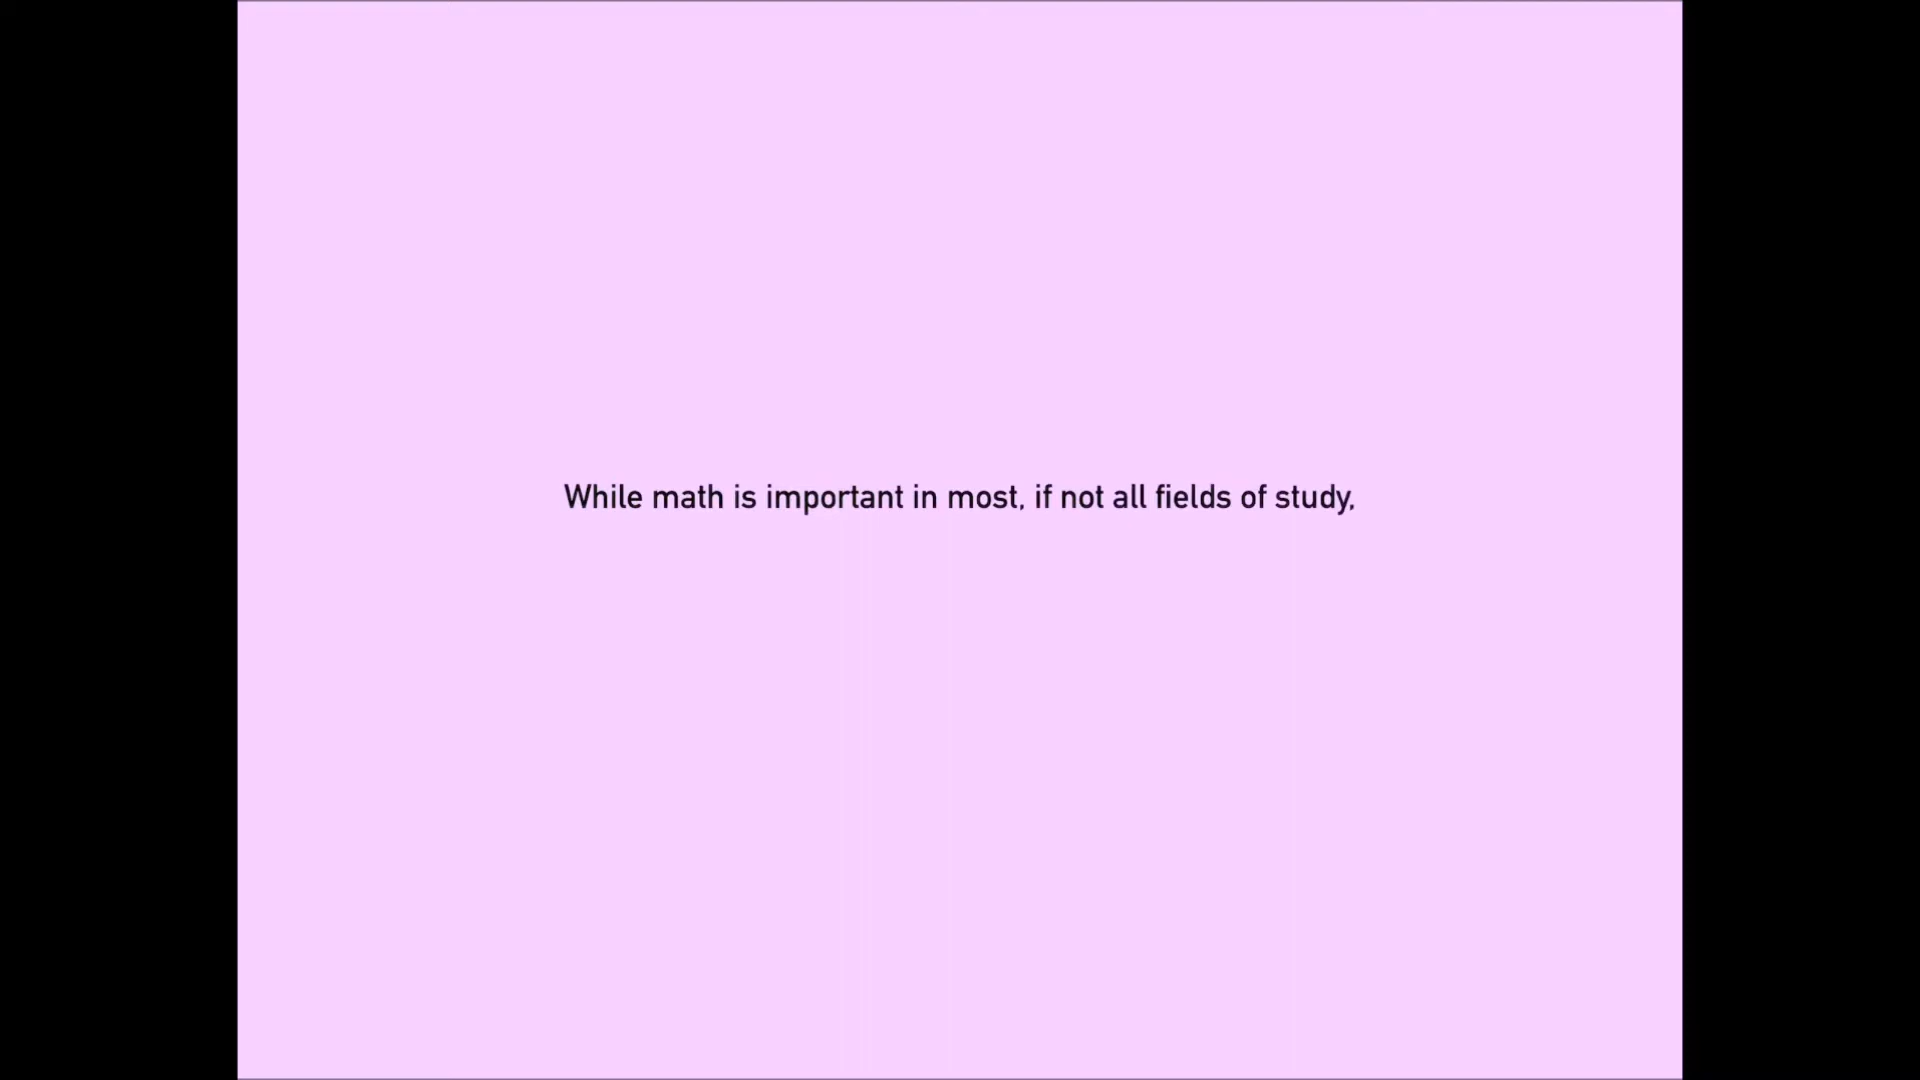 While math is important in most, if not all fields of study,